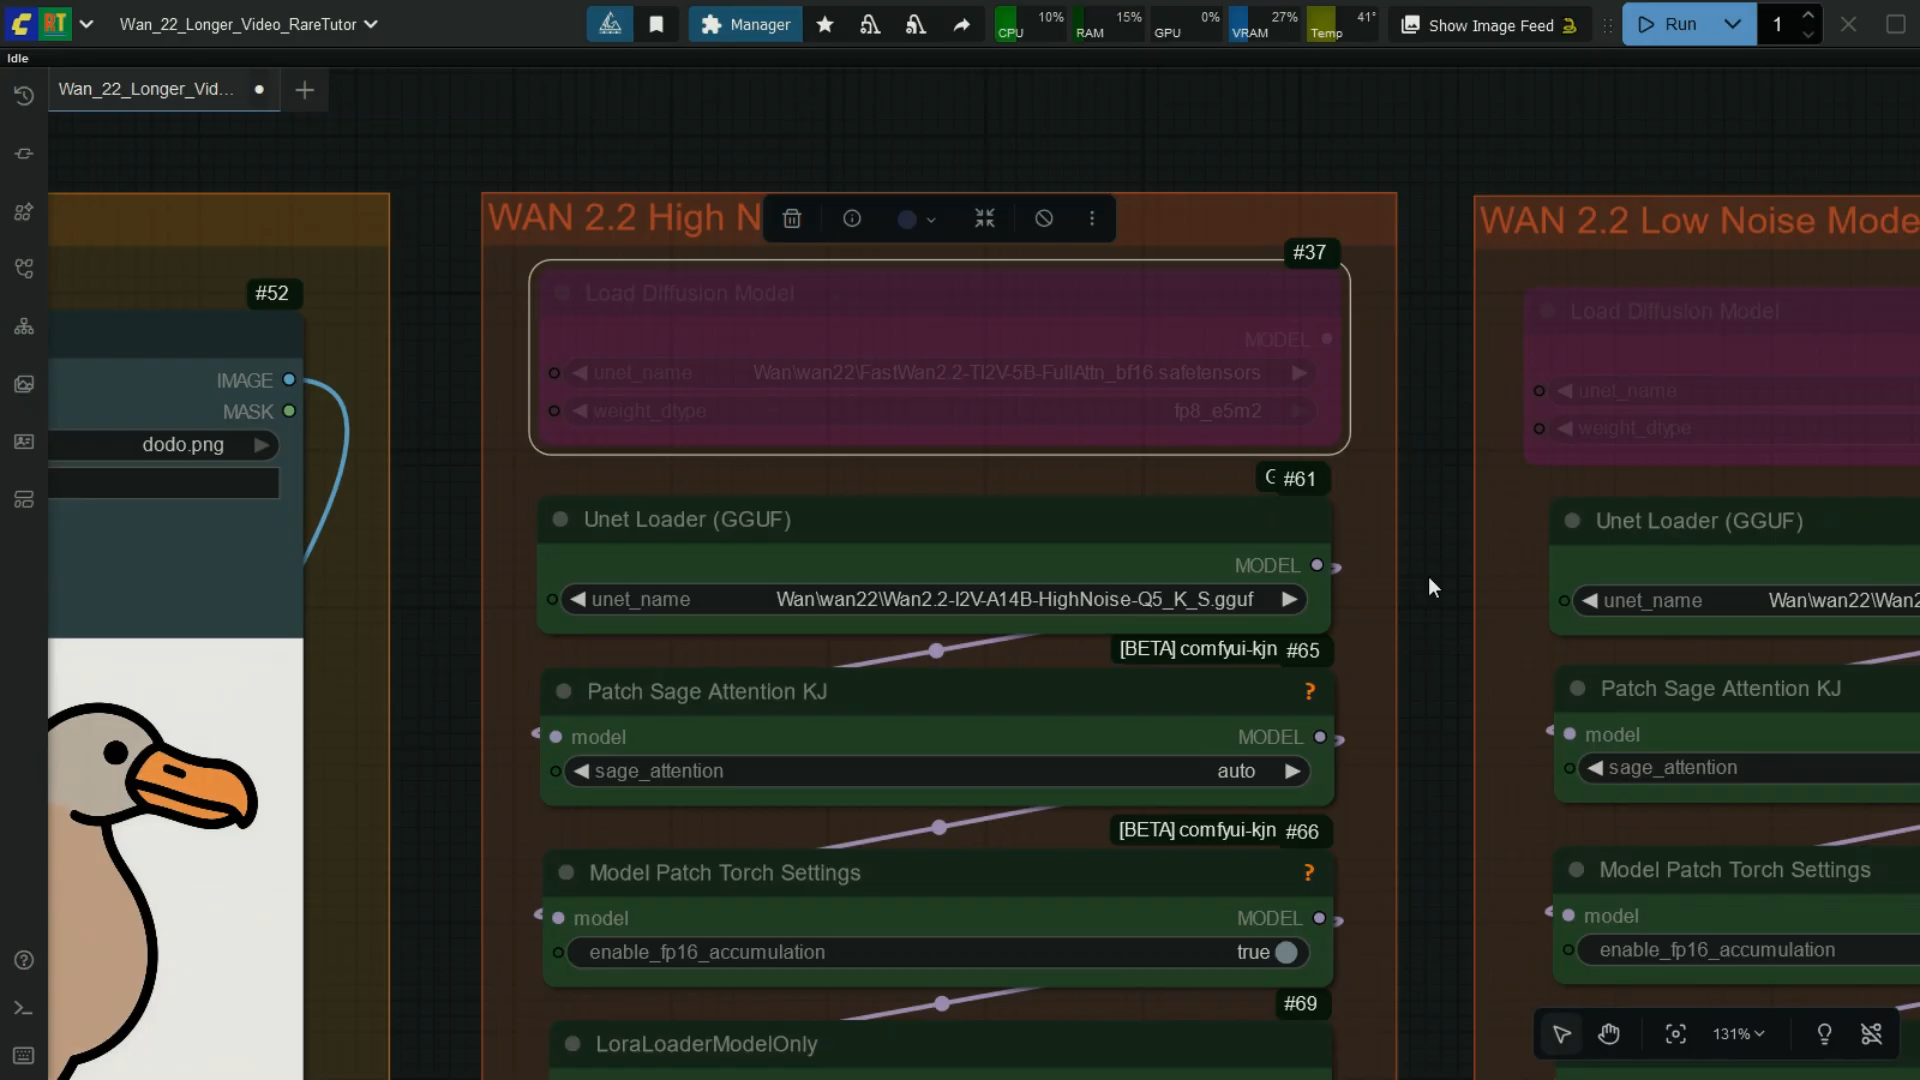 Wan_22_Longer_Video_RareTutor
Manager
CPU 10%
RAM 15%
GPU 0%
VRAM 27%
Temp 41°
Show Image Feed
Run
1
Idle
Wan_22_Longer_Vid...
#52
IMAGE
MASK
dodo.png
WAN 2.2 High N
#37
Load Diffusion Model
MODEL
unet_name Wan\wan22\FastWan2.2-TI2V-5B-FullAttn_bf16.safetensors
weight_dtype fp8_e5m2
#61
Unet Loader (GGUF)
MODEL
unet_name Wan\wan22\Wan2.2-I2V-A14B-HighNoise-Q5_K_S.gguf
[BETA] comfyui-kjn #65
Patch Sage Attention KJ ?
model MODEL
sage_attention auto
[BETA] comfyui-kjn #66
Model Patch Torch Settings ?
model MODEL
enable_fp16_accumulation true
#69
LoraLoaderModelOnly
WAN 2.2 Low Noise Mode
Load Diffusion Model
unet_name
weight_dtype
Unet Loader (GGUF)
unet_name Wan\wan22\Wan2
Patch Sage Attention KJ
model
sage_attention
Model Patch Torch Settings
model
enable_fp16_accumulation
131%